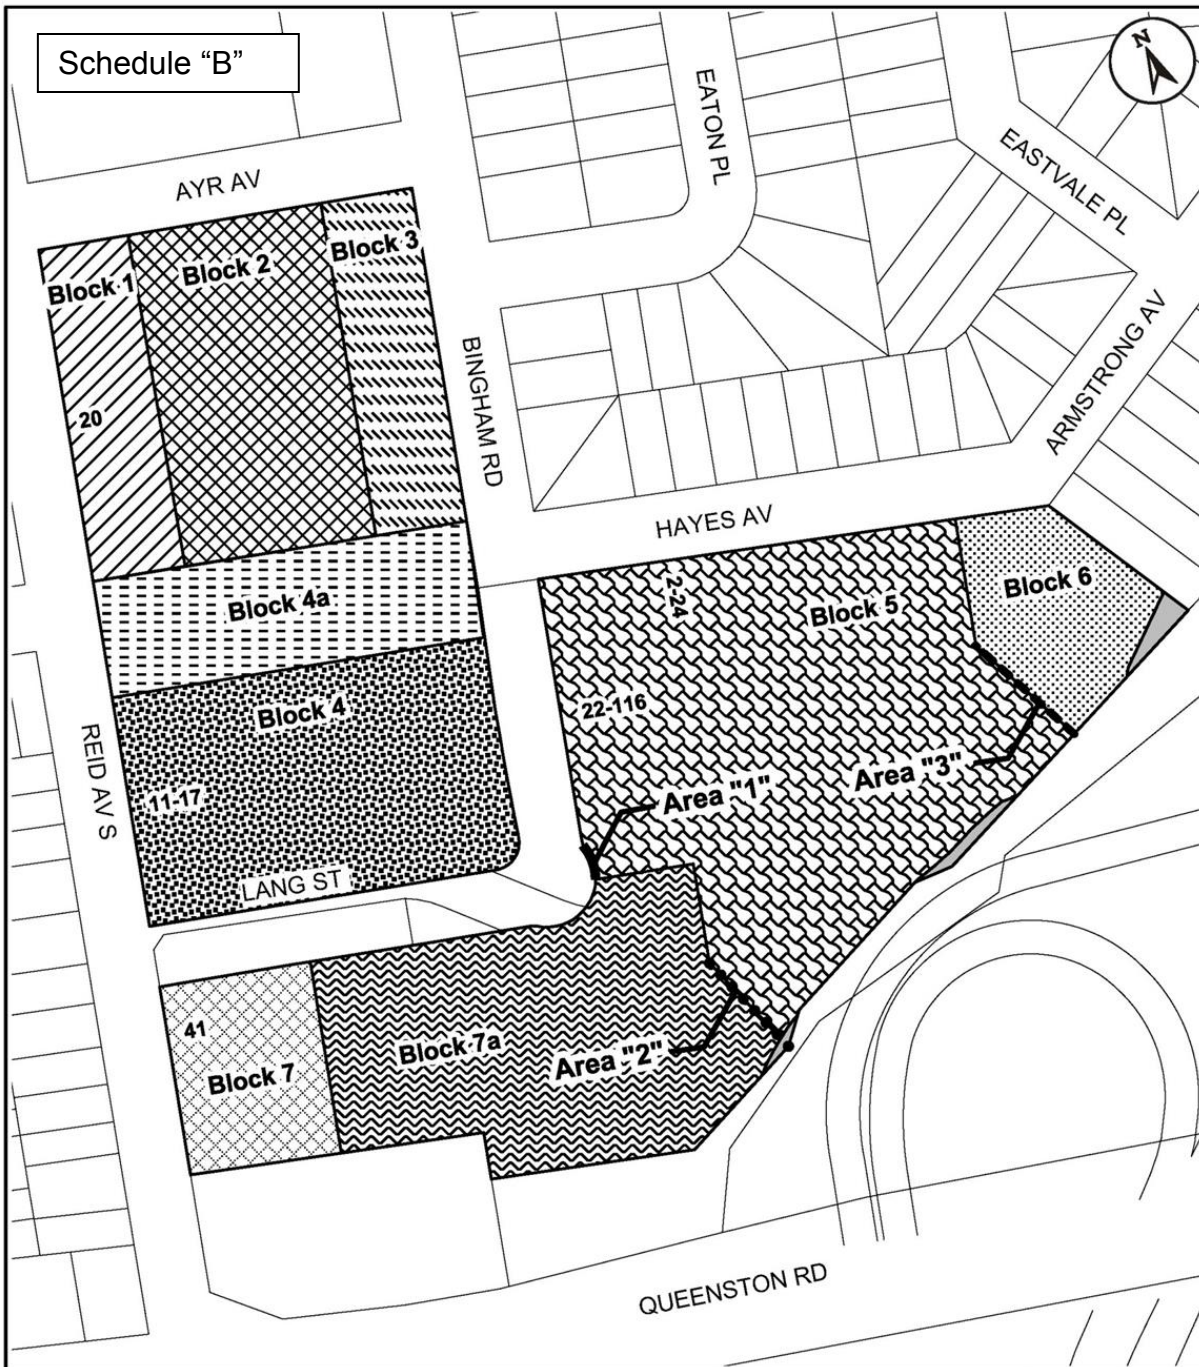 Schedule “B”
N
EATON PL
EASTVALE PL
AYR AV
Block 1
Block 2
Block 3
20
BINGHAM RD
ARMSTRONG AV
HAYES AV
Block 4a
2-24
Block 5
Block 6
Block 4
22-116
11-17
REID AV S
Area "1"
Area "3"
LANG ST
41
Block 7
Block 7a
Area "2"
QUEENSTON RD